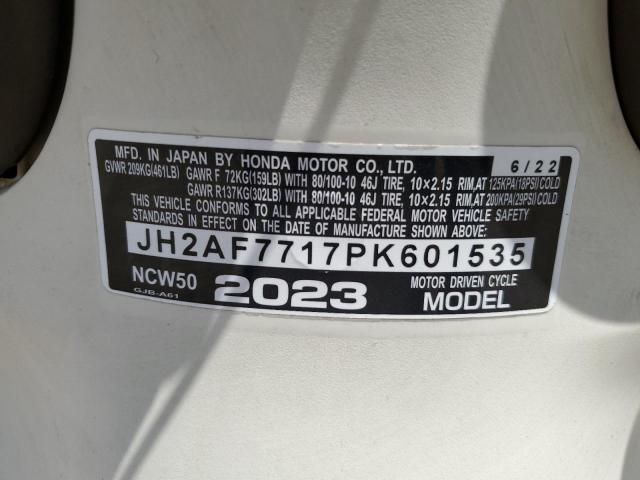 MFD. IN JAPAN BY HONDA MOTOR CO., LTD. 6/22
GVWR 209KG(461LB) GAWR F 72KG(159LB) WITH 80/100-10 46J TIRE, 10×2.15 RIM,AT 125KPA(18PSI)COLD
GAWR R137KG(302LB) WITH 80/100-10 46J TIRE, 10×2.15 RIM,AT 200KPA(29PSI)COLD
THIS VEHICLE CONFORMS TO ALL APPLICABLE FEDERAL MOTOR VEHICLE SAFETY
STANDARDS IN EFFECT ON THE DATE OF MANUFACTURE SHOWN ABOVE.
JH2AF7717PK601535
NCW50 2023 MOTOR DRIVEN CYCLE
GJB-A61 MODEL